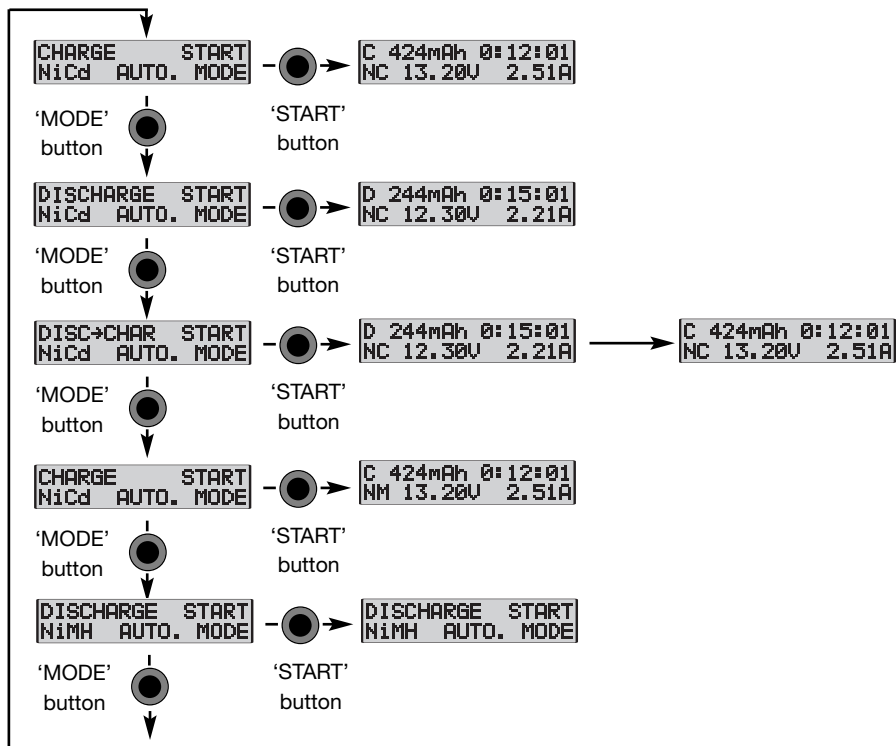 CHARGE START
NiCd AUTO. MODE
C 424mAh 0:12:01
NC 13.20V 2.51A
‘MODE’
button
‘START’
button
DISCHARGE START
NiCd AUTO. MODE
D 244mAh 0:15:01
NC 12.30V 2.21A
‘MODE’
button
‘START’
button
DISC→CHAR START
NiCd AUTO. MODE
D 244mAh 0:15:01
NC 12.30V 2.21A
C 424mAh 0:12:01
NC 13.20V 2.51A
‘MODE’
button
‘START’
button
CHARGE START
NiCd AUTO. MODE
C 424mAh 0:12:01
NM 13.20V 2.51A
‘MODE’
button
‘START’
button
DISCHARGE START
NiMH AUTO. MODE
DISCHARGE START
NiMH AUTO. MODE
‘MODE’
button
‘START’
button